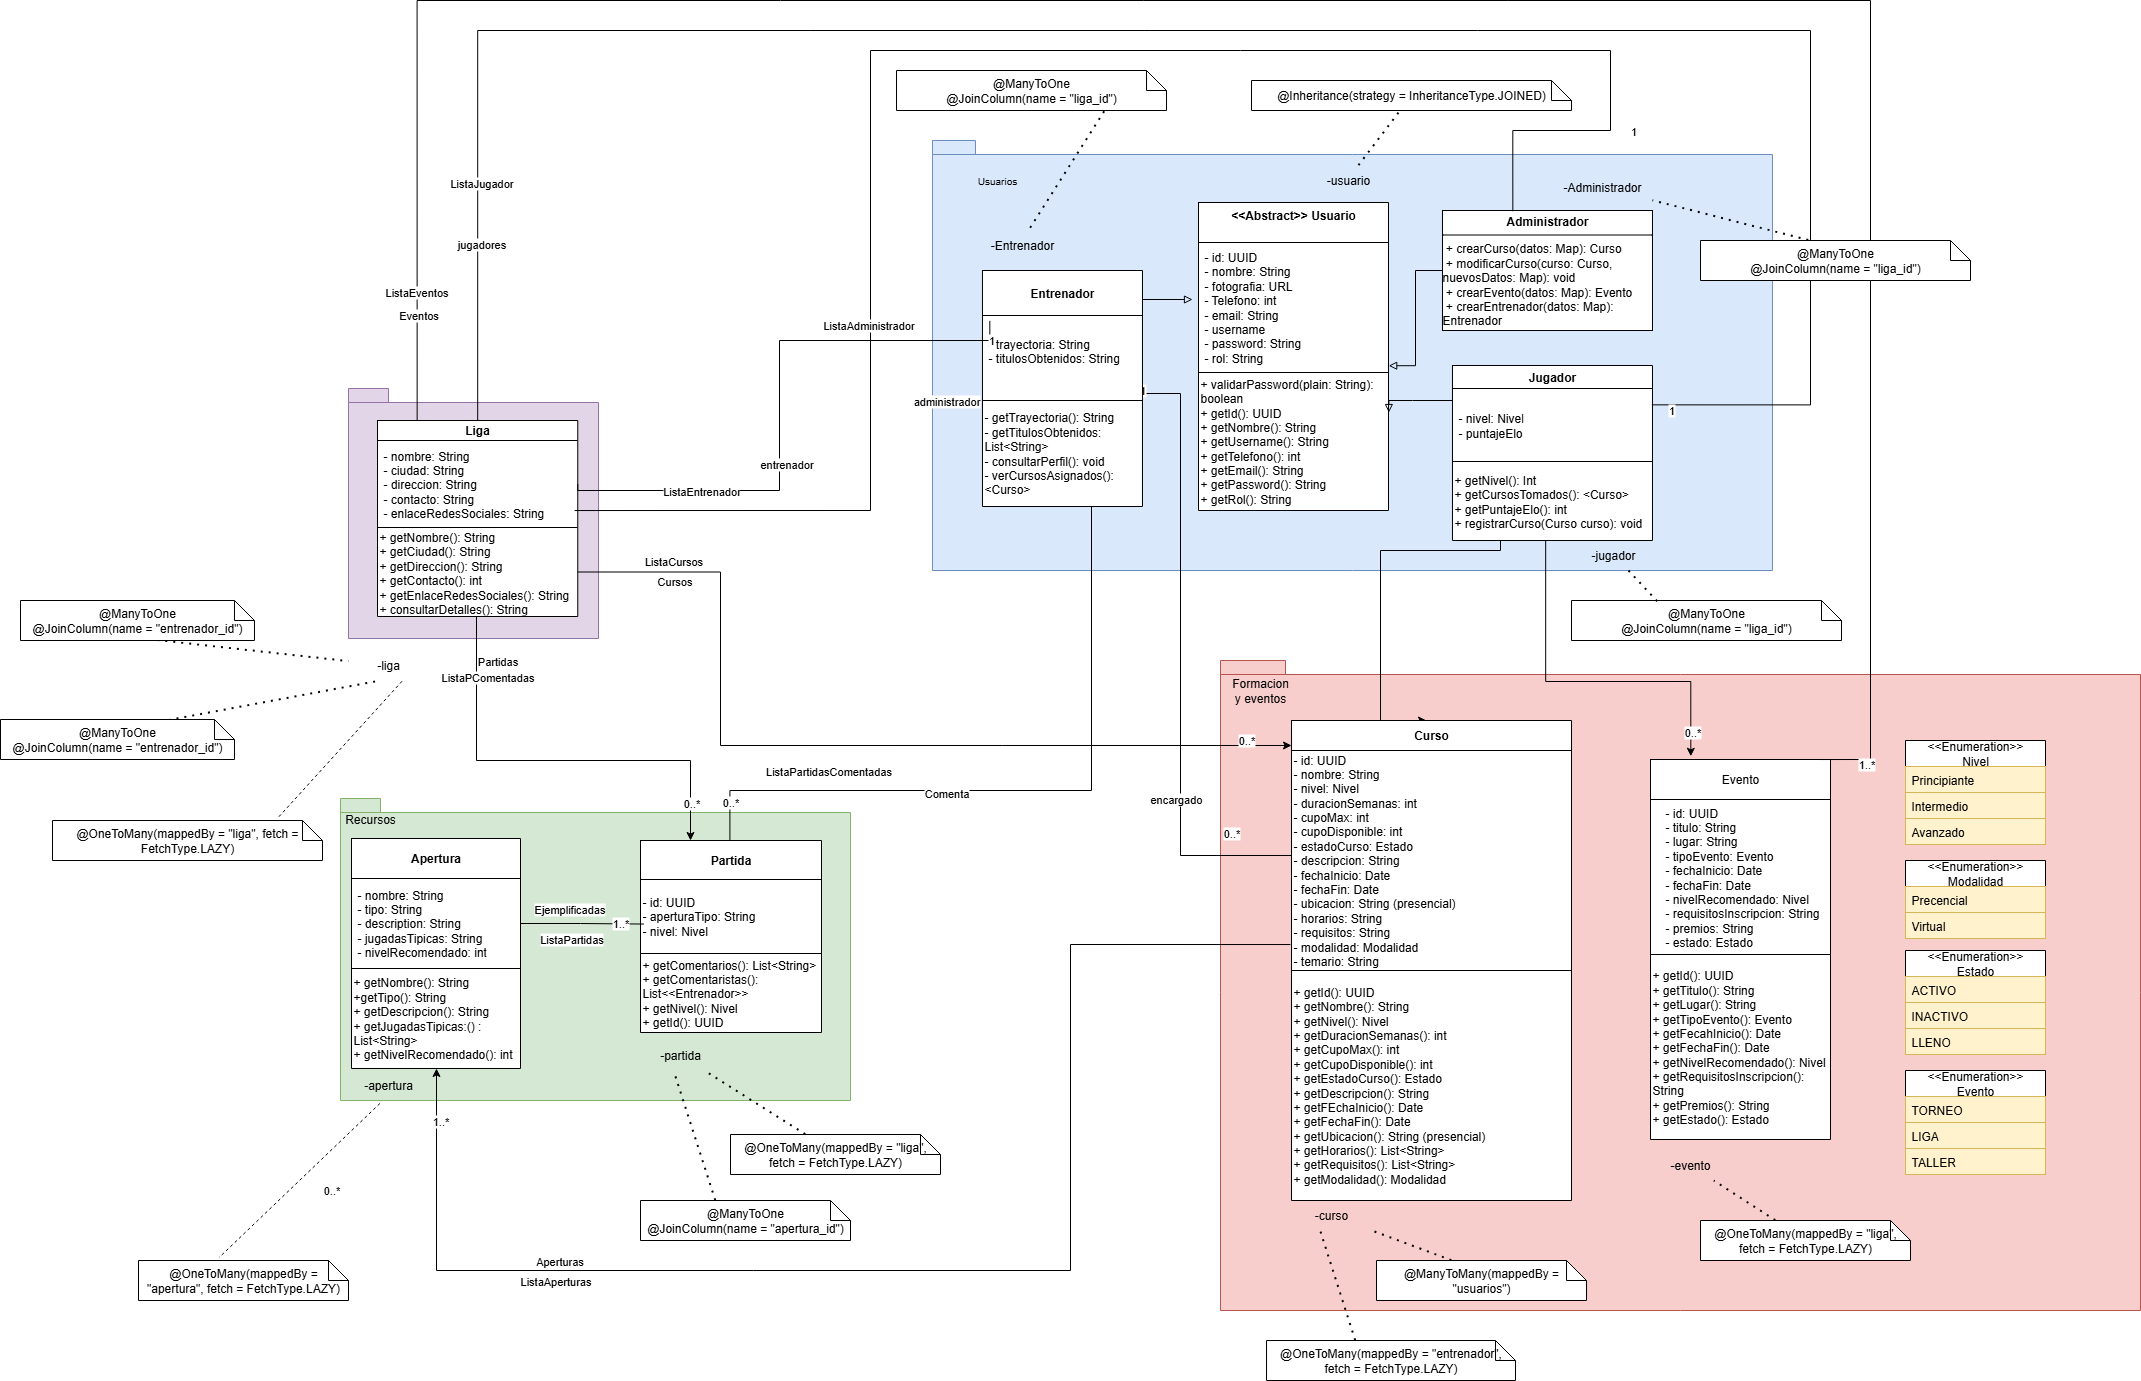 @ManyToOne
@JoinColumn(name = "liga_id")
@Inheritance(strategy = InheritanceType.JOINED)
1
Usuarios
-usuario
-Administrador
ListaJugador
jugadores
-Entrenador
<<Abstract>> Usuario
- id: UUID
- nombre: String
- fotografia: URL
- Telefono: int
- email: String
- username
- password: String
- rol: String
+ validarPassword(plain: String):
boolean
+ getId(): UUID
+ getNombre(): String
+ getUsername(): String
+ getTelefono(): int
+ getEmail(): String
+ getPassword(): String
+ getRol(): String
Administrador
+ crearCurso(datos: Map): Curso
+ modificarCurso(curso: Curso,
nuevosDatos: Map): void
+ crearEvento(datos: Map): Evento
+ crearEntrenador(datos: Map):
Entrenador
@ManyToOne
@JoinColumn(name = "liga_id")
ListaEventos
Eventos
Entrenador
|
1
trayectoria: String
- titulosObtenidos: String
- getTrayectoria(): String
- getTitulosObtenidos:
List<String>
- consultarPerfil(): void
- verCursosAsignados():
<Curso>
ListaAdministrador
administrador
Jugador
- nivel: Nivel
- puntajeElo
+ getNivel(): Int
+ getCursosTomados(): <Curso>
+ getPuntajeElo(): int
+ registrarCurso(Curso curso): void
1
-jugador
@ManyToOne
@JoinColumn(name = "liga_id")
Liga
- nombre: String
- ciudad: String
- direccion: String
- contacto: String
- enlaceRedesSociales: String
+ getNombre(): String
+ getCiudad(): String
+ getDireccion(): String
+ getContacto(): int
+ getEnlaceRedesSociales(): String
+ consultarDetalles(): String
entrenador
ListaEntrenador
ListaCursos
Cursos
@ManyToOne
@JoinColumn(name = "entrenador_id")
-liga
Partidas
ListaPComentadas
@ManyToOne
@JoinColumn(name = "entrenador_id")
@OneToMany(mappedBy = "liga", fetch =
FetchType.LAZY)
ListaPartidasComentadas
Comenta
0..*
0..*
encargado
0..*
0..*
Recursos
Apertura
- nombre: String
- tipo: String
- description: String
- jugadasTipicas: String
- nivelRecomendado: int
+ getNombre(): String
+getTipo(): String
+ getDescripcion(): String
+ getJugadasTipicas:() :
List<String>
+ getNivelRecomendado(): int
-apertura
Ejemplificadas
1..*
ListaPartidas
Partida
- id: UUID
- aperturaTipo: String
- nivel: Nivel
+ getComentarios(): List<String>
+ getComentaristas():
List<<Entrenador>>
+ getNivel(): Nivel
+ getId(): UUID
-partida
1..*
0..*
@OneToMany(mappedBy = "liga",
fetch = FetchType.LAZY)
@ManyToOne
@JoinColumn(name = "apertura_id")
@OneToMany(mappedBy =
"apertura", fetch = FetchType.LAZY)
Aperturas
ListaAperturas
Formacion
y eventos
Curso
- id: UUID
- nombre: String
- nivel: Nivel
- duracionSemanas: int
- cupoMax: int
- cupoDisponible: int
- estadoCurso: Estado
- descripcion: String
- fechaInicio: Date
- fechaFin: Date
- ubicacion: String (presencial)
- horarios: String
- requisitos: String
- modalidad: Modalidad
- temario: String
+ getId(): UUID
+ getNombre(): String
+ getNivel(): Nivel
+ getDuracionSemanas(): int
+ getCupoMax(): int
+ getCupoDisponible(): int
+ getEstadoCurso(): Estado
+ getDescripcion(): String
+ getFEchaInicio(): Date
+ getFechaFin(): Date
+ getUbicacion(): String (presencial)
+ getHorarios(): List<String>
+ getRequisitos(): List<String>
+ getModalidad(): Modalidad
-curso
@ManyToMany(mappedBy =
"usuarios")
@OneToMany(mappedBy = "entrenador",
fetch = FetchType.LAZY)
0..*
1..*
Evento
- id: UUID
- titulo: String
- lugar: String
- tipoEvento: Evento
- fechaInicio: Date
- fechaFin: Date
- nivelRecomendado: Nivel
- requisitosInscripcion: String
- premios: String
- estado: Estado
+ getId(): UUID
+ getTitulo(): String
+ getLugar(): String
+ getTipoEvento(): Evento
+ getFecahInicio(): Date
+ getFechaFin(): Date
+ getNivelRecomendado(): Nivel
+ getRequisitosInscripcion():
String
+ getPremios(): String
+ getEstado(): Estado
-evento
@OneToMany(mappedBy = "liga",
fetch = FetchType.LAZY)
<<Enumeration>>
Nivel
Principiante
Intermedio
Avanzado
<<Enumeration>>
Modalidad
Precencial
Virtual
<<Enumeration>>
Estado
ACTIVO
INACTIVO
LLENO
<<Enumeration>>
Evento
TORNEO
LIGA
TALLER